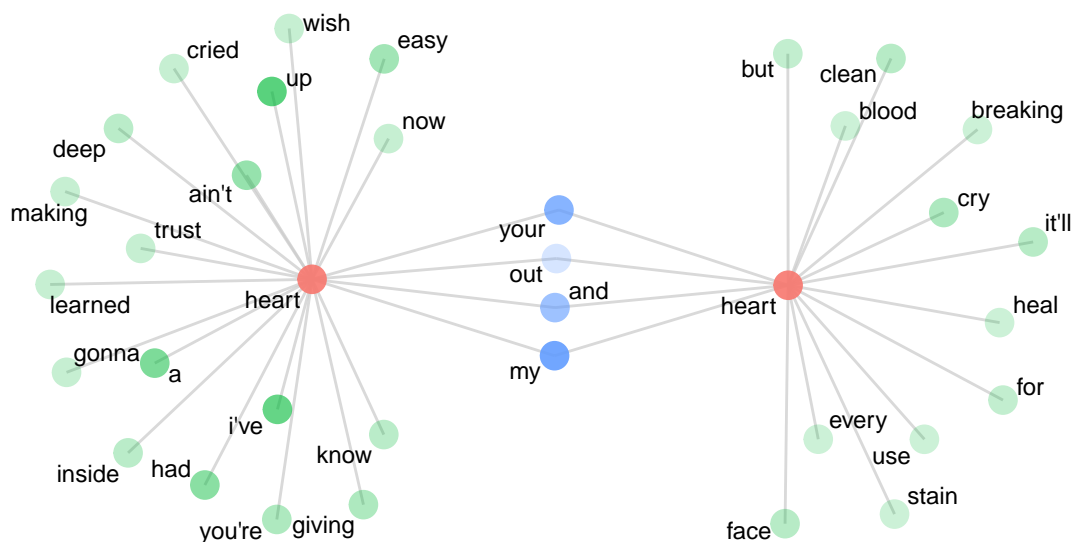 wish
cried
easy
but
clean
up
blood
breaking
now
deep
ain't
cry
making
trust
your
it'll
out
and
learned
heart
heart
heal
gonna
a
my
for
i've
every
know
use
inside
had
stain
you're
giving
face